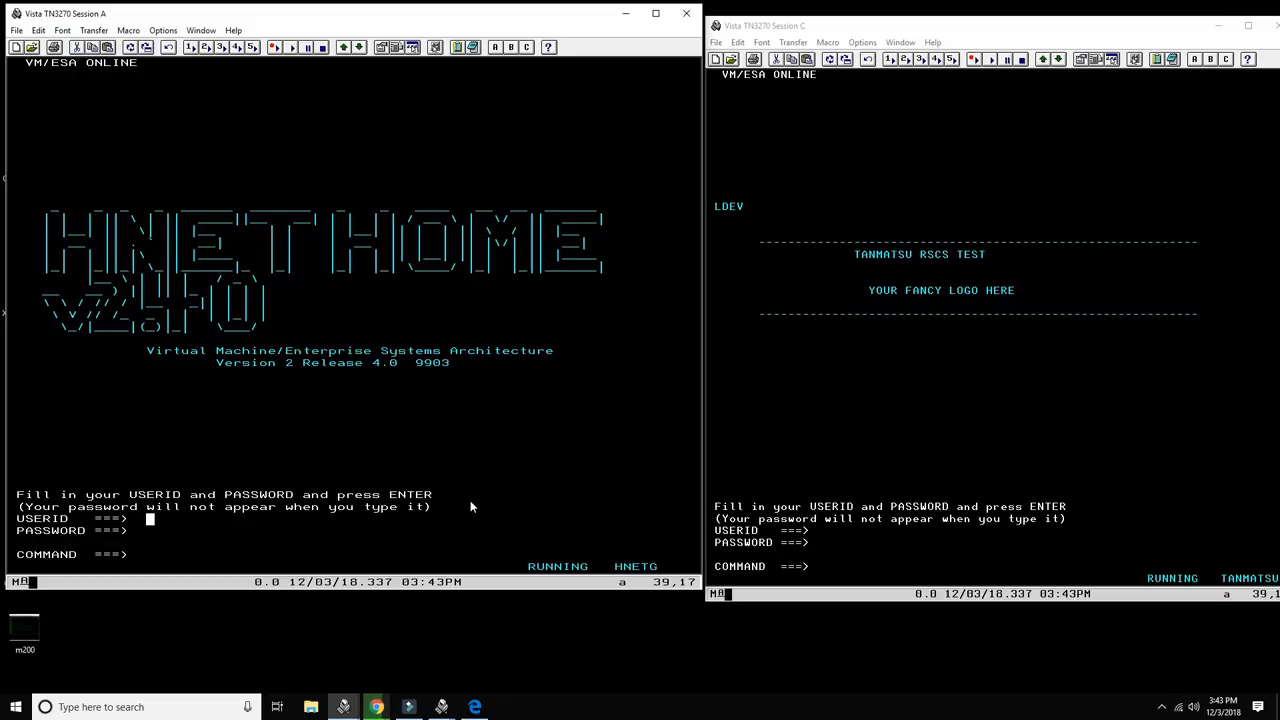 Vista TN3270 Session A
File Edit Font Transfer Macro Options Window Help
A B C ?
VM/ESA ONLINE
HNET HOME
V2.40
Virtual Machine/Enterprise Systems Architecture
Version 2 Release 4.0 9903
Fill in your USERID and PASSWORD and press ENTER
(Your password will not appear when you type it)
USERID ===>
PASSWORD ===>
COMMAND ===>
RUNNING HNETG
0.0 12/03/18.337 03:43PM a 39,17
Vista TN3270 Session C
File Edit Font Transfer Macro Options Window Help
A B C ?
VM/ESA ONLINE
LDEV
--------------------------------------------------
TANMATSU RSCS TEST
YOUR FANCY LOGO HERE
--------------------------------------------------
Fill in your USERID and PASSWORD and press ENTER
(Your password will not appear when you type it)
USERID ===>
PASSWORD ===>
COMMAND ===>
RUNNING TANMATSU
0.0 12/03/18.337 03:43PM a 39,1
m200
Type here to search
3:43 PM
12/3/2018